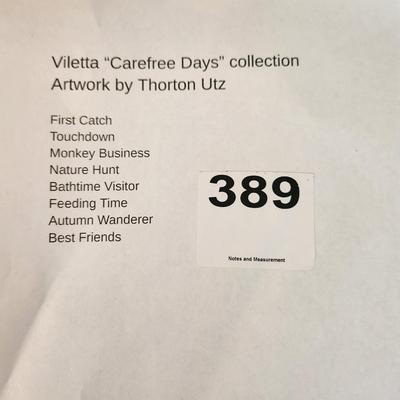 Viletta “Carefree Days” collection
Artwork by Thorton Utz
First Catch
Touchdown
Monkey Business
Nature Hunt
Bathtime Visitor
Feeding Time
Autumn Wanderer
Best Friends
389
Notes and Measurement